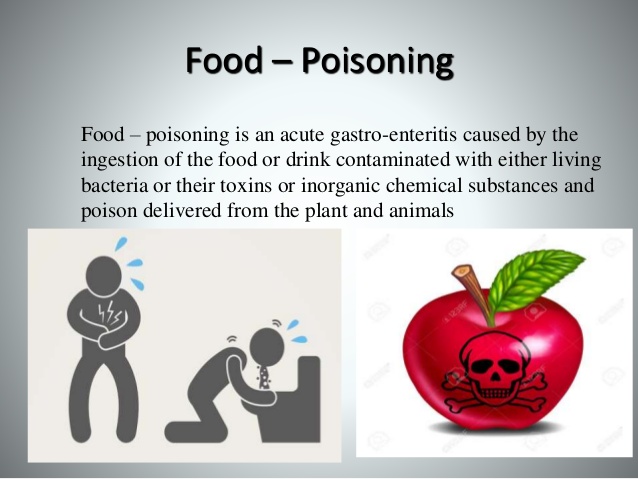 Food – Poisoning
Food – poisoning is an acute gastro-enteritis caused by the
ingestion of the food or drink contaminated with either living
bacteria or their toxins or inorganic chemical substances and
poison delivered from the plant and animals